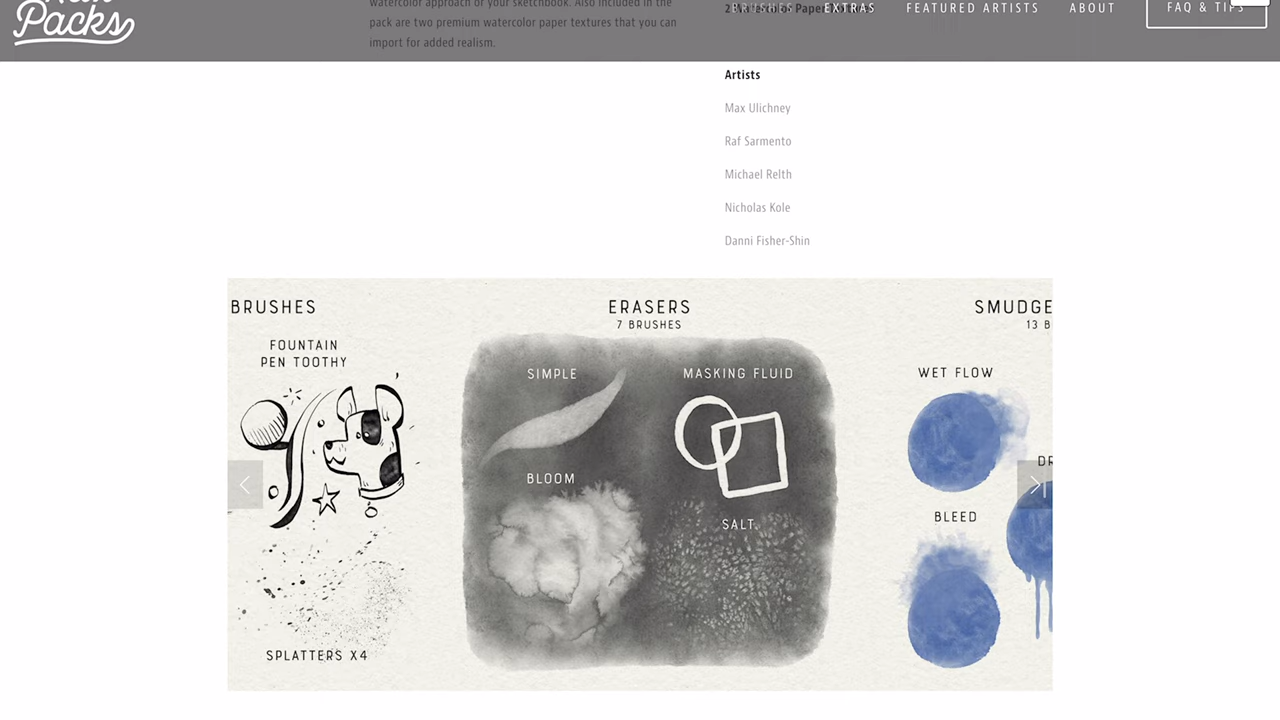 Packs
watercolor approach or your sketchbook. Also included in the
pack are two premium watercolor paper textures that you can
import for added realism.
BRUSHES
EXTRAS
FEATURED ARTISTS
ABOUT
FAQ & TIPS
Artists
Max Ulichney
Raf Sarmento
Michael Relth
Nicholas Kole
Danni Fisher-Shin
BRUSHES
FOUNTAIN
PEN TOOTHY
SPLATTERS X4
ERASERS
7 BRUSHES
SIMPLE
MASKING FLUID
BLOOM
SALT
SMUDGE
13 B
WET FLOW
DR
BLEED